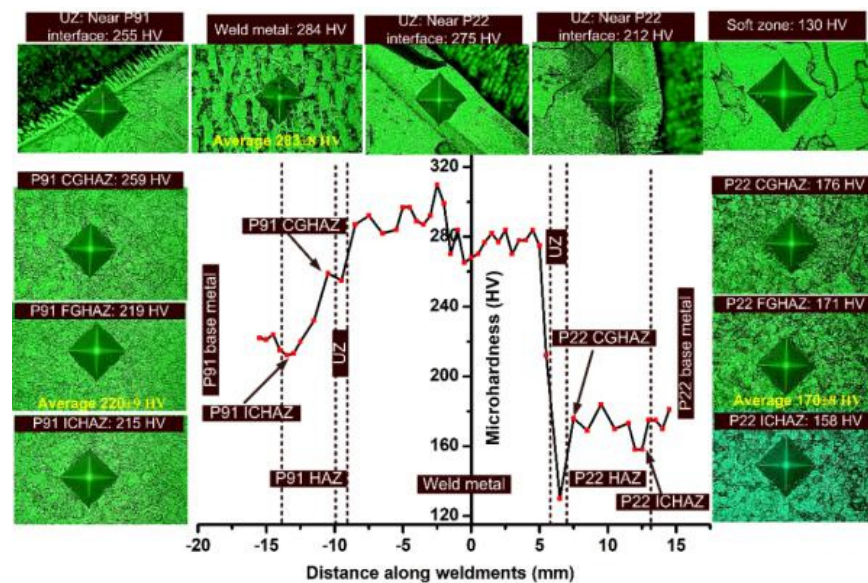 UZ: Near P91
interface: 255 HV
Weld metal: 284 HV
UZ: Near P22
interface: 275 HV
UZ: Near P22
interface: 212 HV
Soft zone: 130 HV
Average 283±8 HV
P91 CGHAZ: 259 HV
P91 FGHAZ: 219 HV
Average 220±9 HV
P91 ICHAZ: 215 HV
320
280
240
200
160
120
Microhardness
(HV)
P91 base metal
P91 CGHAZ
UZ
P91 ICHAZ
P91 HAZ
Weld metal
UZ
P22 CGHAZ
P22 HAZ
P22 ICHAZ
P22 base metal
-20
-15
-10
-5
0
5
10
15
Distance along weldments (mm)
P22 CGHAZ: 176 HV
P22 FGHAZ: 171 HV
Average 170±8 HV
P22 ICHAZ: 158 HV